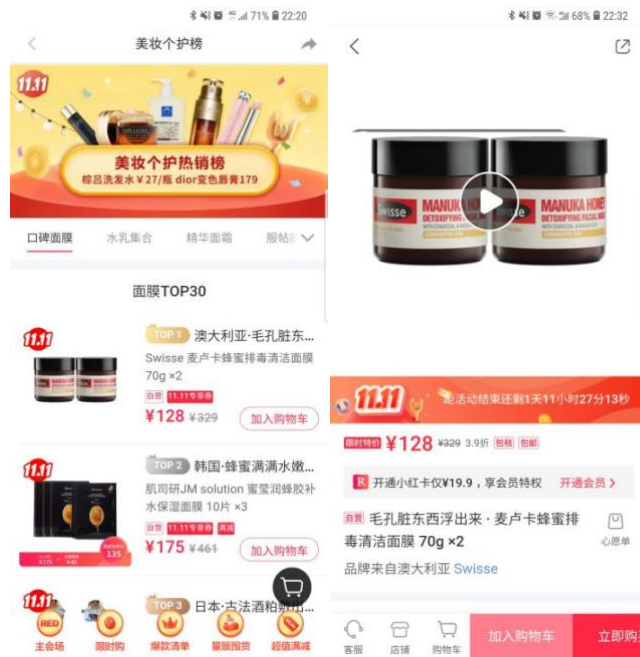 71% 22:20
美妆个护榜
11.11
美妆个护热销榜
棕吕洗发水￥27/瓶 dior变色唇膏179
口碑面膜 水乳集合 精华面霜 服帖
面膜TOP30
11.11
TOP 1 澳大利亚·毛孔脏东...
Swisse 麦卢卡蜂蜜排毒清洁面膜
70g ×2
自营 11.11专享券
￥128 ￥329 加入购物车
11.11
TOP 2 韩国·蜂蜜满满水嫩...
肌司研JM solution 蜜莹润蜂胶补
水保湿面膜 10片 ×3
自营 11.11专享券 满减
￥175 ￥461 加入购物车
135
11.11
TOP 3 日本·古法酒粕
RED
主会场 限时购 爆款清单 量贩囤货 超值满减
68% 22:32
Swisse
MANUKA HONEY
DETOXIFYING FACIAL MASK
11.11 距活动结束还剩1天11小时27分13秒
限时特价 ￥128 ￥329 3.9折 包税 包邮
R 开通小红卡仅¥19.9，享会员特权 开通会员
自营 毛孔脏东西浮出来 · 麦卢卡蜂蜜排
毒清洁面膜 70g ×2
心愿单
品牌来自澳大利亚 Swisse
客服 店铺 购物车 加入购物车 立即购